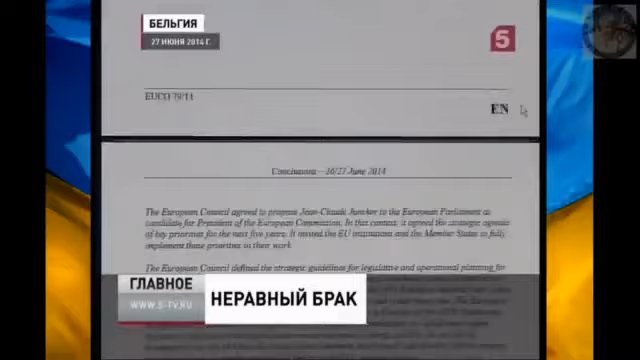 БЕЛЬГИЯ
27 ИЮНЯ 2014 Г.
5
EUCO 79/14
EN
Conclusions – 26/27 June 2014
The European Council agreed to propose Jean-Claude Juncker to the European Parliament as
candidate for President of the European Commission. In this context, it agreed the strategic agenda
of key priorities for the next five years. It invited the EU institutions and the Member States to fully
implement these priorities in their work.
The European Council defined the strategic guidelines for legislative and operational planning for
ГЛАВНОЕ
WWW.5-TV.RU
НЕРАВНЫЙ БРАК